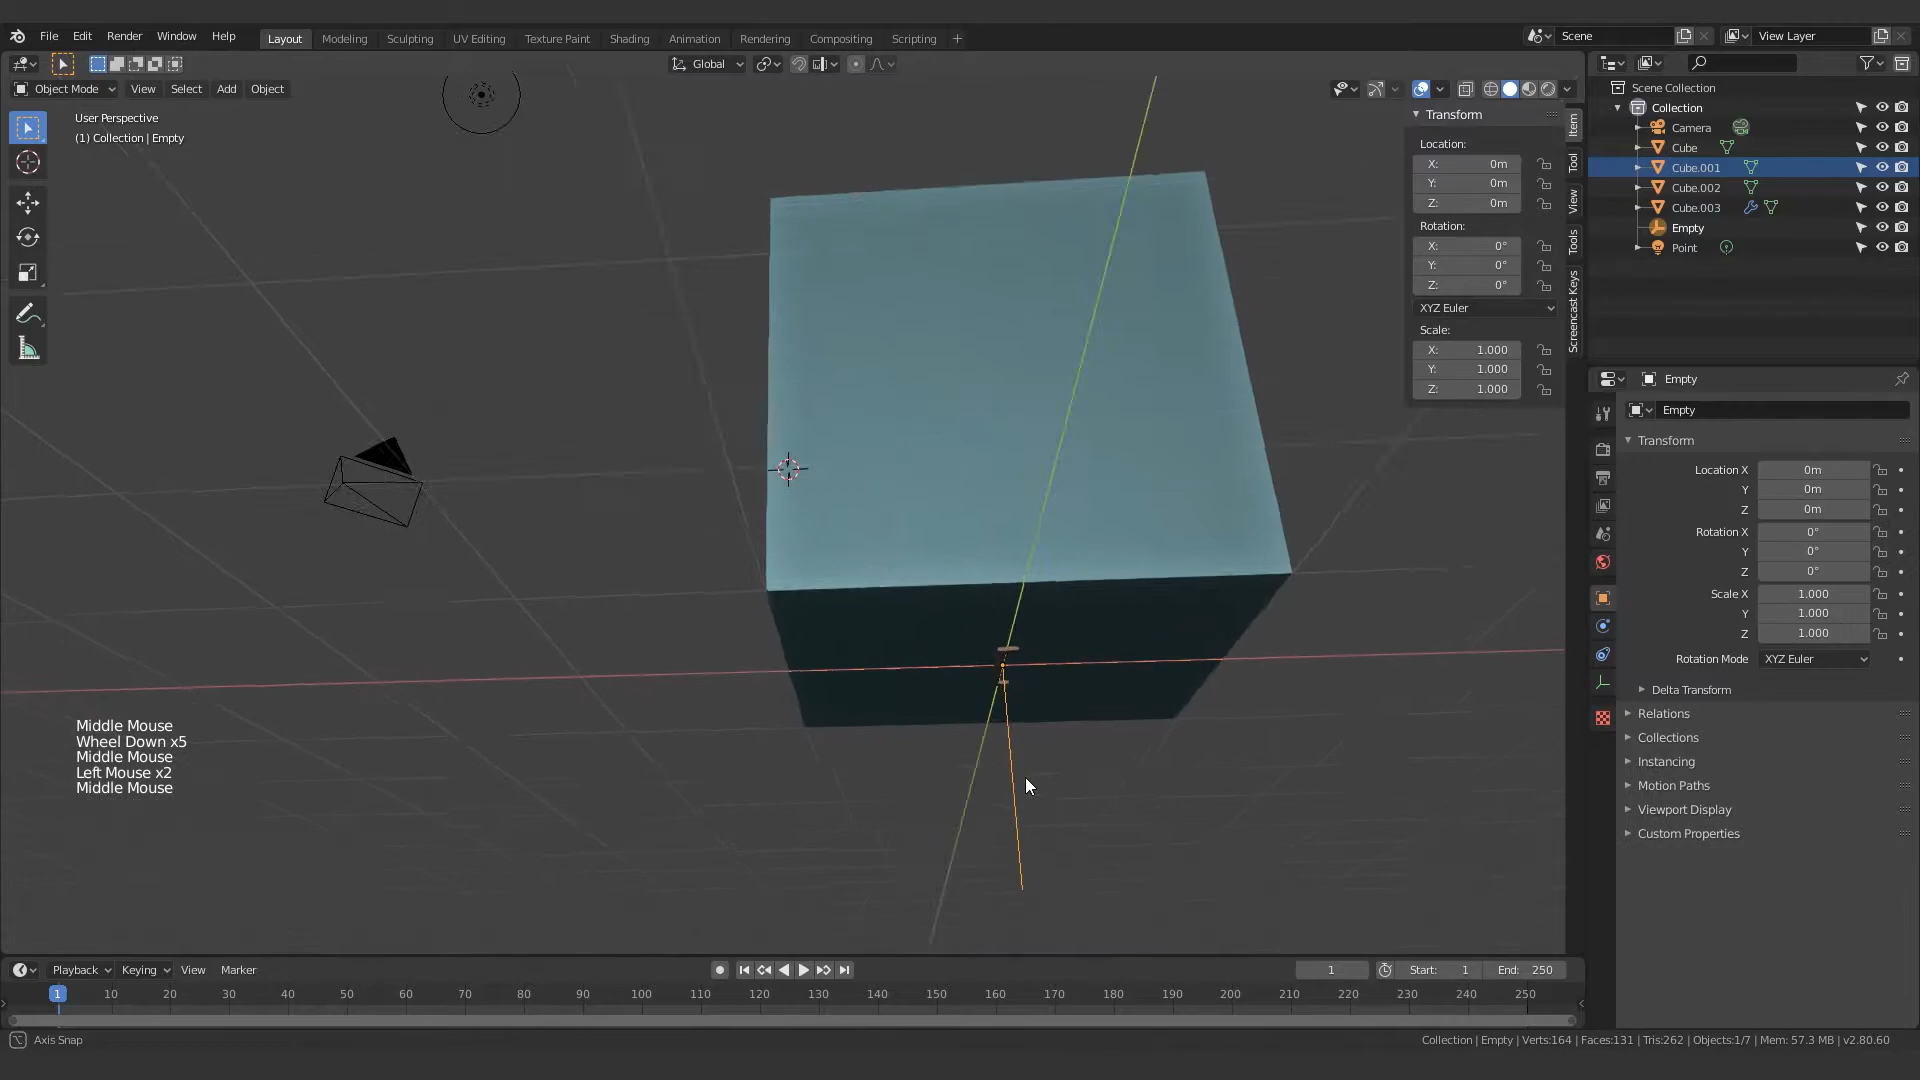 File Edit Render Window Help Layout Modeling Sculpting UV Editing Texture Paint Shading Animation Rendering Compositing Scripting + Scene View Layer
Global
Object Mode View Select Add Object
User Perspective
(1) Collection | Empty
Transform
Location:
X: 0m
Y: 0m
Z: 0m
Rotation:
X: 0°
Y: 0°
Z: 0°
XYZ Euler
Scale:
X: 1.000
Y: 1.000
Z: 1.000
Item
Tool
View
Tools
Screencast Keys
Scene Collection
Collection
Camera
Cube
Cube.001
Cube.002
Cube.003
Empty
Point
Empty
Empty
Transform
Location X 0m
Y 0m
Z 0m
Rotation X 0°
Y 0°
Z 0°
Scale X 1.000
Y 1.000
Z 1.000
Rotation Mode XYZ Euler
Delta Transform
Relations
Collections
Instancing
Motion Paths
Viewport Display
Custom Properties
Middle Mouse
Wheel Down x5
Middle Mouse
Left Mouse x2
Middle Mouse
Playback Keying View Marker 1 Start: 1 End: 250
1 10 20 30 40 50 60 70 80 90 100 110 120 130 140 150 160 170 180 190 200 210 220 230 240 250
Axis Snap
Collection | Empty | Verts:164 | Faces:131 | Tris:262 | Objects:1/7 | Mem: 57.3 MB | v2.80.60